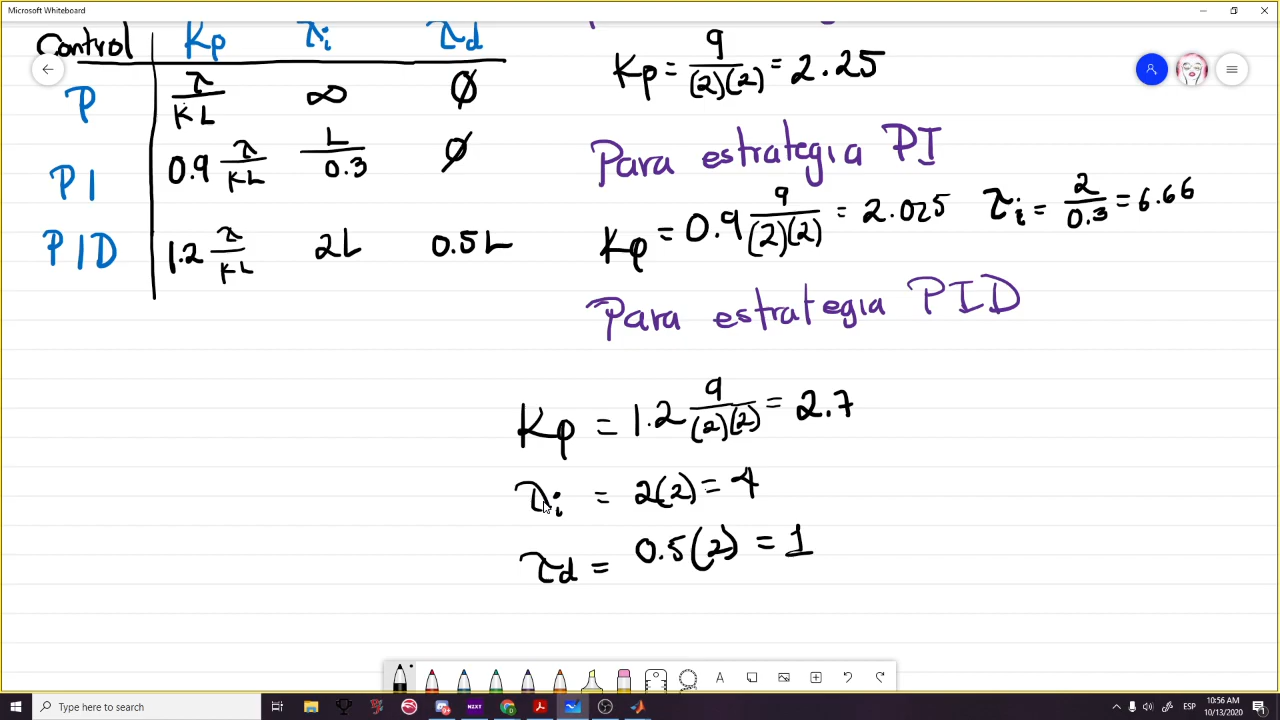 Microsoft Whiteboard
Control Kp τi τd
P τ/KL ∞ Ø
PI 0.9 τ/KL L/0.3 Ø
PID 1.2 τ/KL 2L 0.5L
Kp = 9/(2)(2) = 2.25
Para estrategia PI
Kp = 0.9 9/(2)(2) = 2.025 τi = 2/0.3 = 6.66
Para estrategia PID
Kp = 1.2 9/(2)(2) = 2.7
τi = 2(2) = 4
τd = 0.5(2) = 1
Type here to search
ESP
10:56 AM
10/13/2020